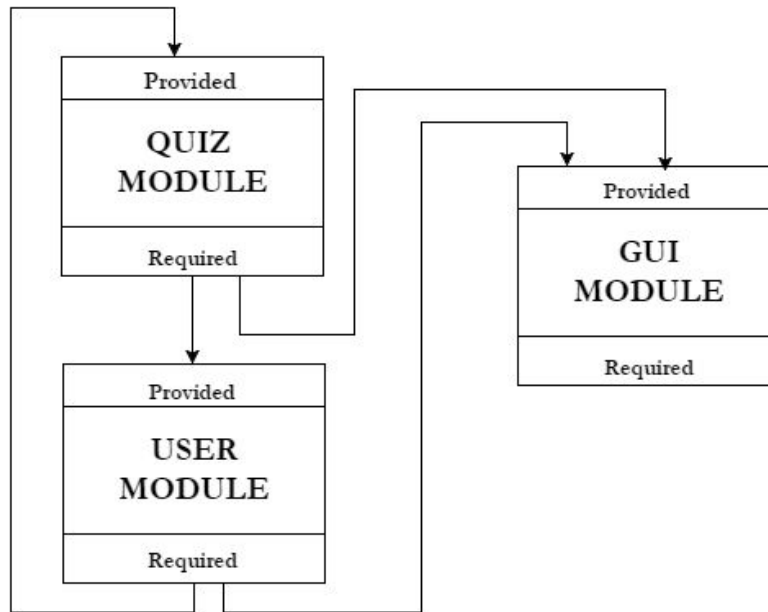 Provided
QUIZ
MODULE
Required
Provided
GUI
MODULE
Required
Provided
USER
MODULE
Required